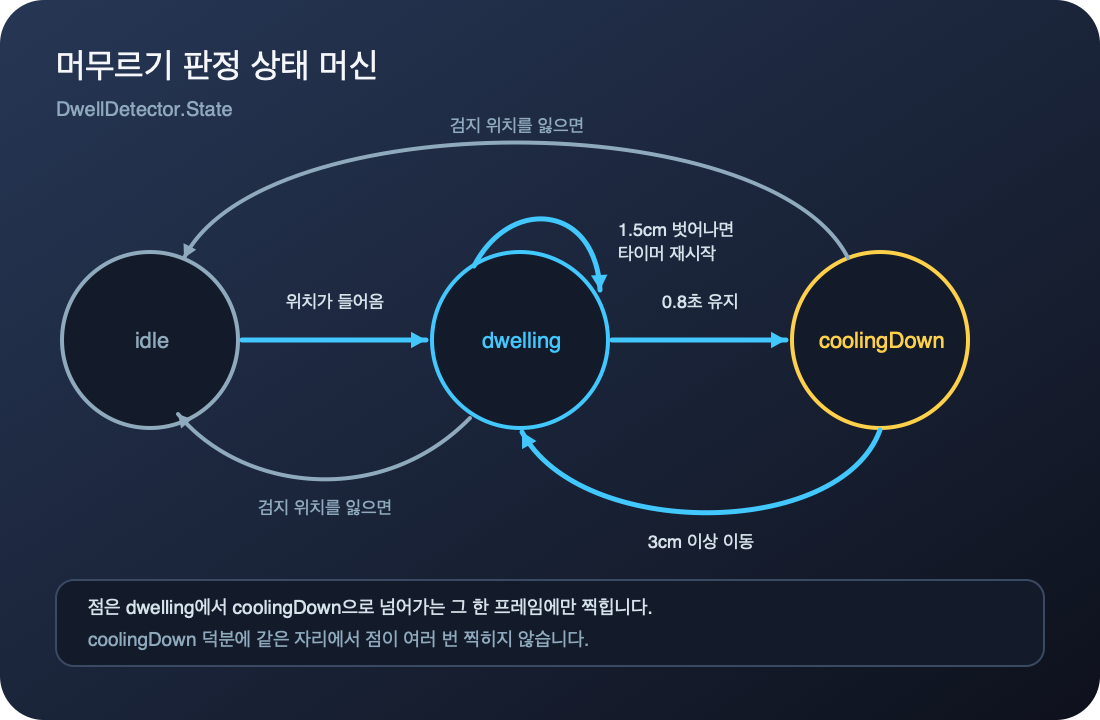 머무르기 판정 상태 머신
DwellDetector.State
검지 위치를 잃으면
1.5cm 벗어나면
타이머 재시작
위치가 들어옴
0.8초 유지
idle
dwelling
coolingDown
검지 위치를 잃으면
3cm 이상 이동
점은 dwelling에서 coolingDown으로 넘어가는 그 한 프레임에만 찍힙니다.
coolingDown 덕분에 같은 자리에서 점이 여러 번 찍히지 않습니다.